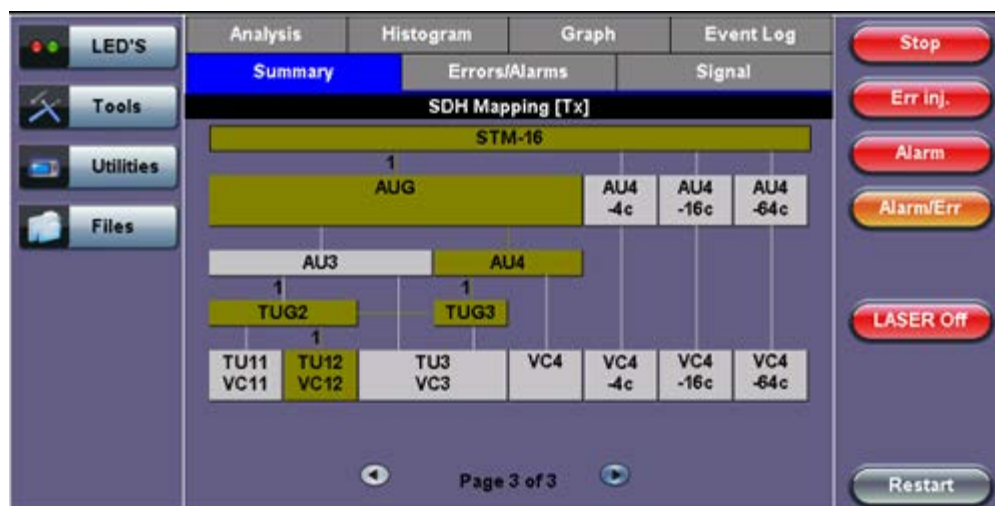 LED'S
Tools
Utilities
Files
Analysis Histogram Graph Event Log
Summary Errors/Alarms Signal
SDH Mapping [Tx]
STM-16
1
AUG AU4 -4c AU4 -16c AU4 -64c
AU3 AU4
1 1
TUG2 TUG3
1
TU11 TU12 TU3 VC4 VC4 VC4 VC4
VC11 VC12 VC3 -4c -16c -64c
Page 3 of 3
Stop
Err inj.
Alarm
Alarm/Err
LASER Off
Restart